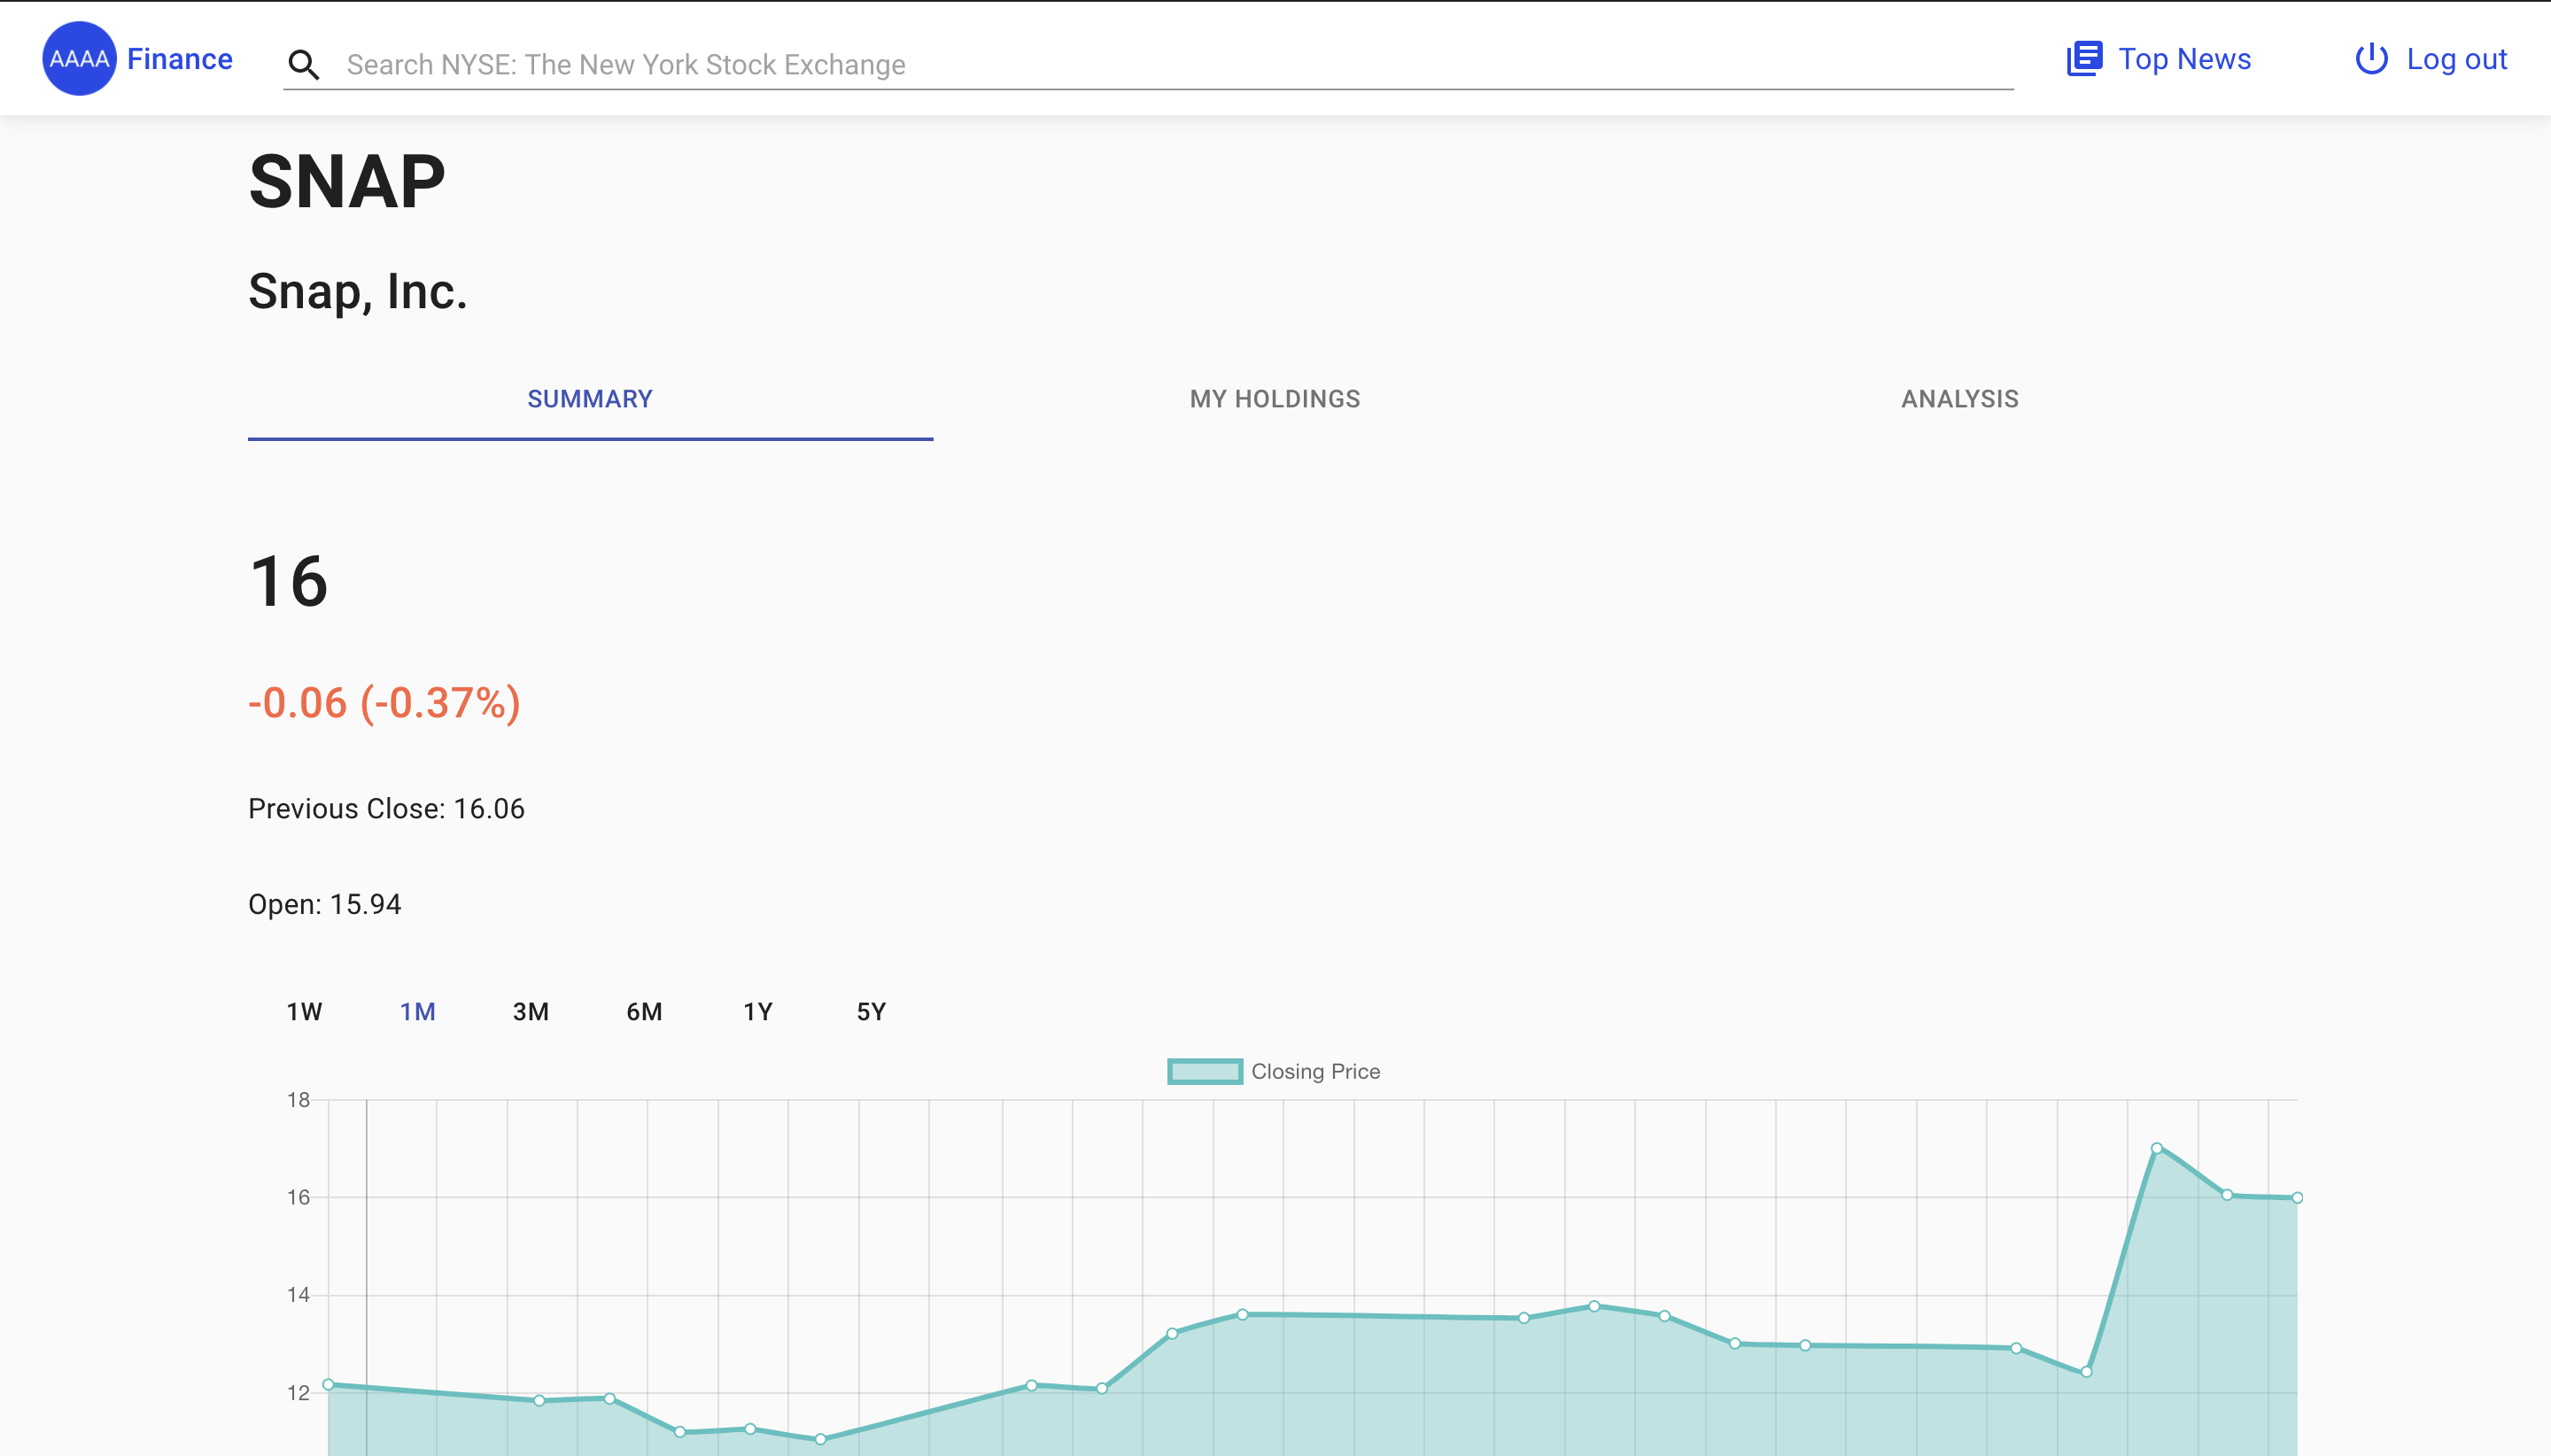 AAAA Finance
Search NYSE: The New York Stock Exchange
Top News
Log out
SNAP
Snap, Inc.
SUMMARY
MY HOLDINGS
ANALYSIS
16
-0.06 (-0.37%)
Previous Close: 16.06
Open: 15.94
1W 1M 3M 6M 1Y 5Y
Closing Price
18
16
14
12